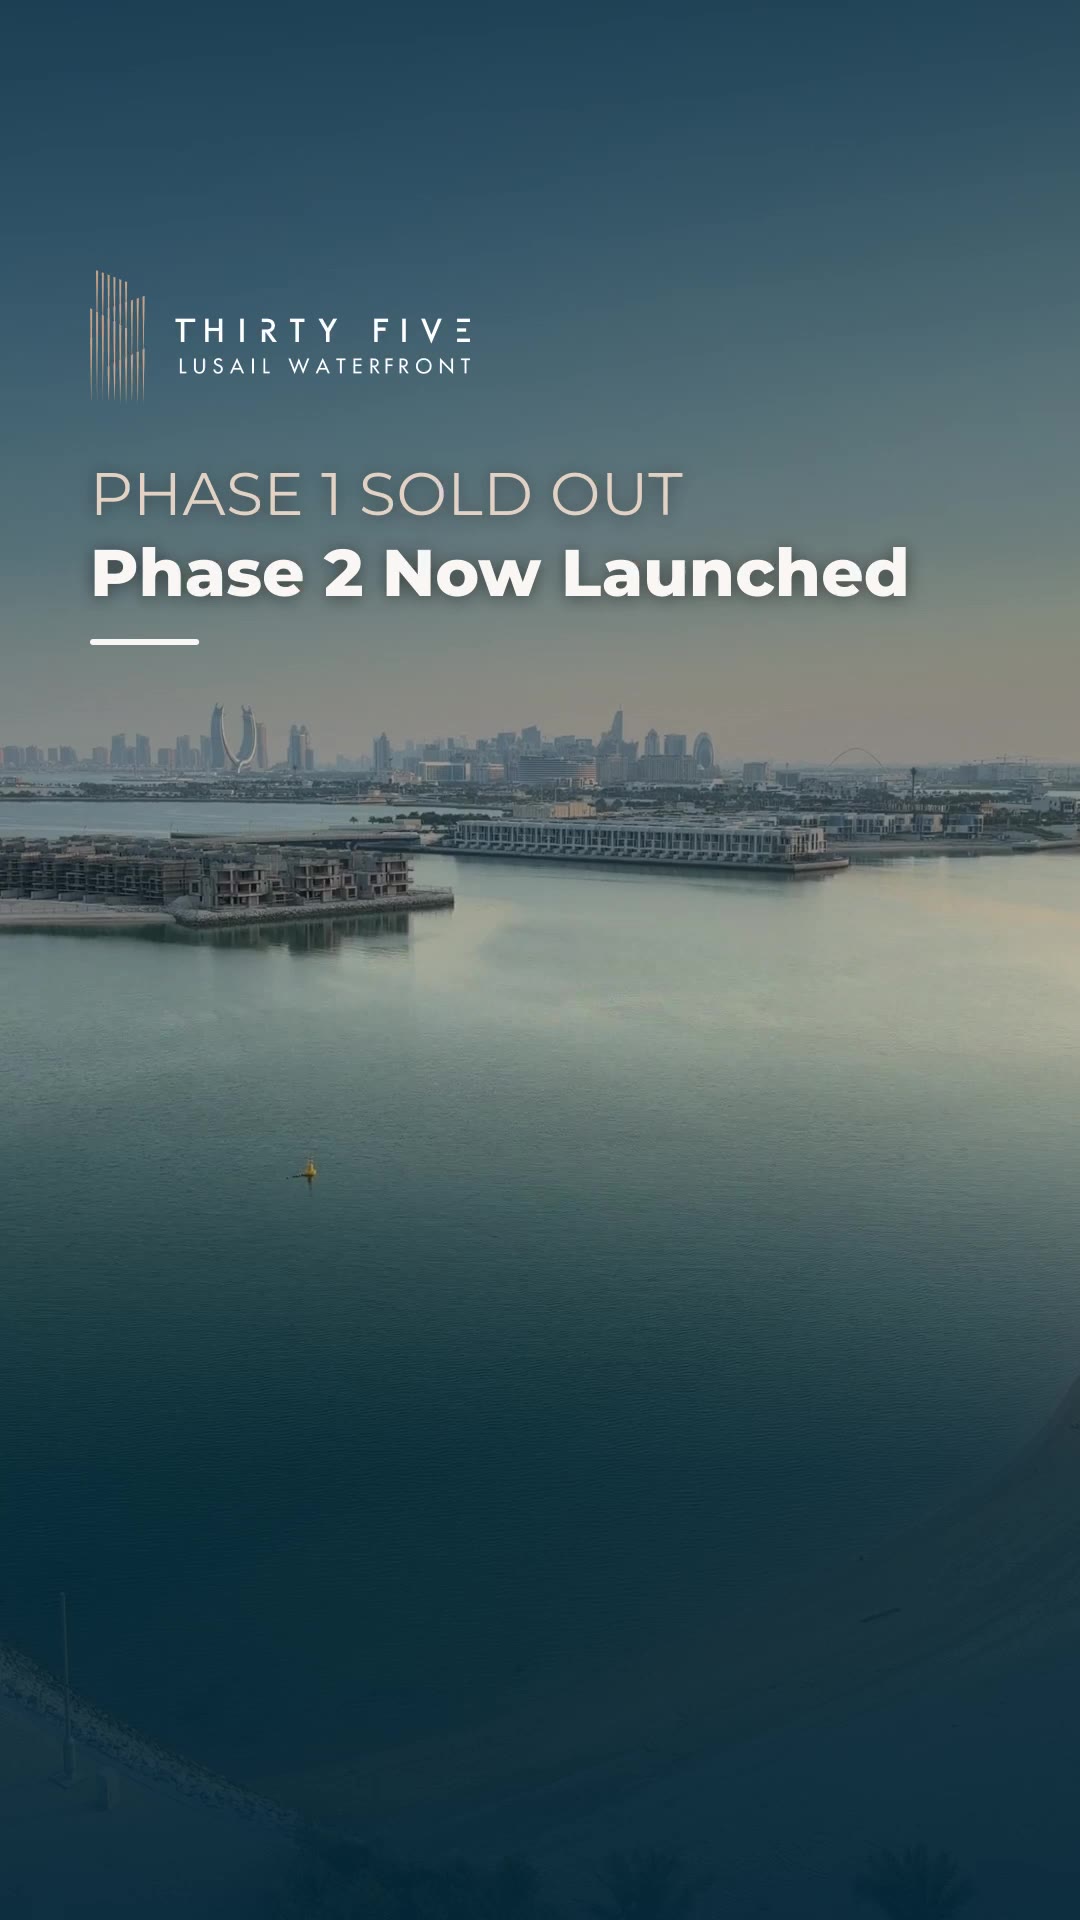 THIRTY FIVE
LUSAIL WATERFRONT
PHASE 1 SOLD OUT
Phase 2 Now Launched